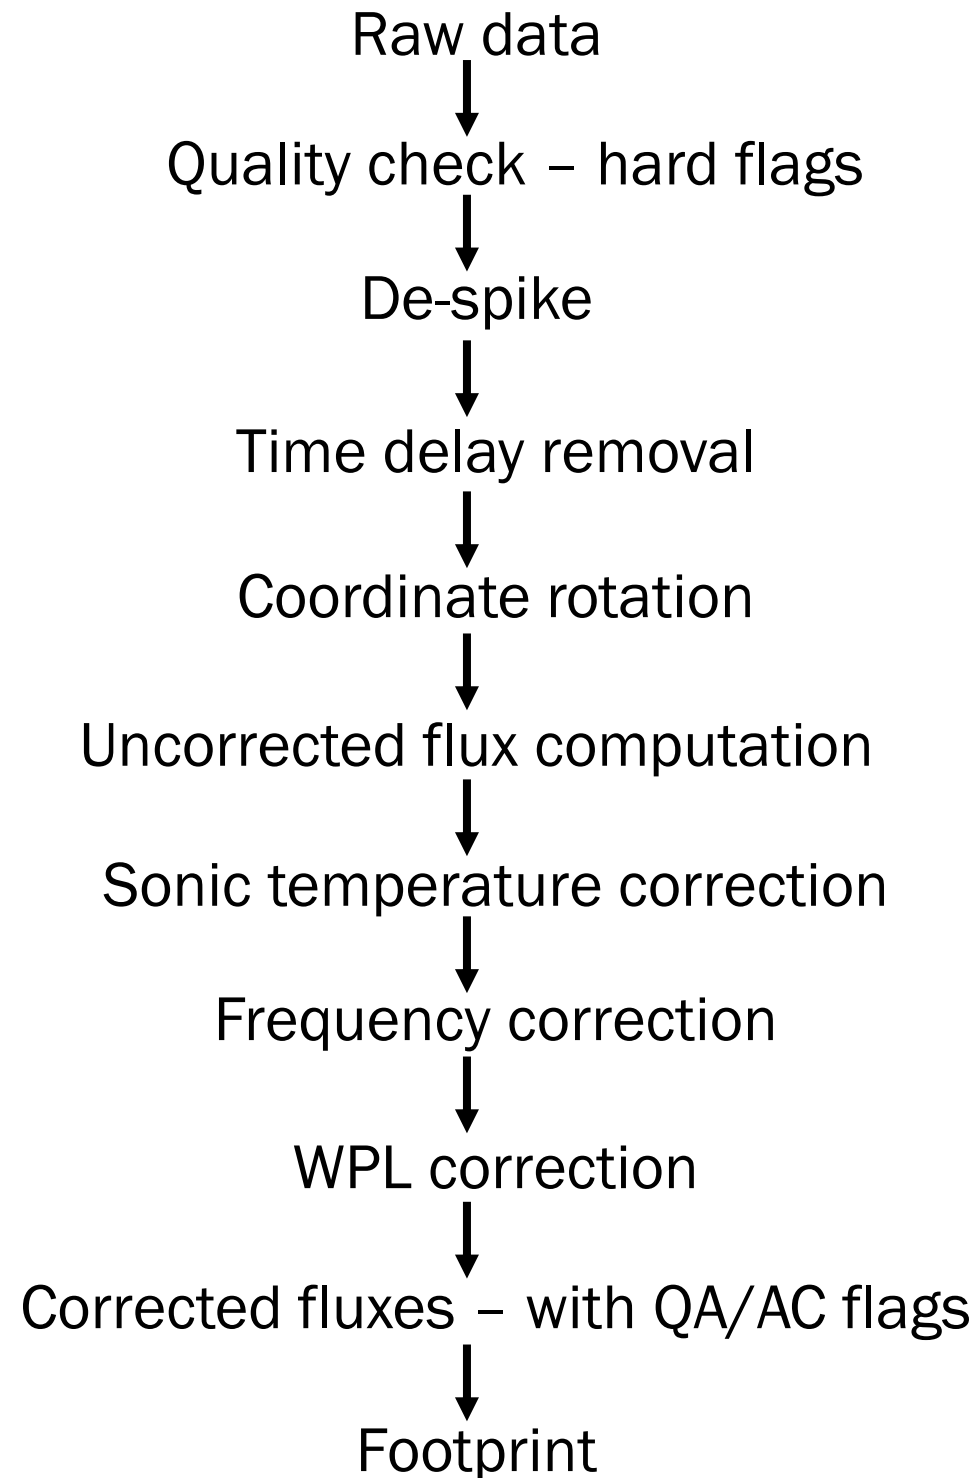 Raw data
Quality check – hard flags
De-spike
Time delay removal
Coordinate rotation
Uncorrected flux computation
Sonic temperature correction
Frequency correction
WPL correction
Corrected fluxes – with QA/AC flags
Footprint